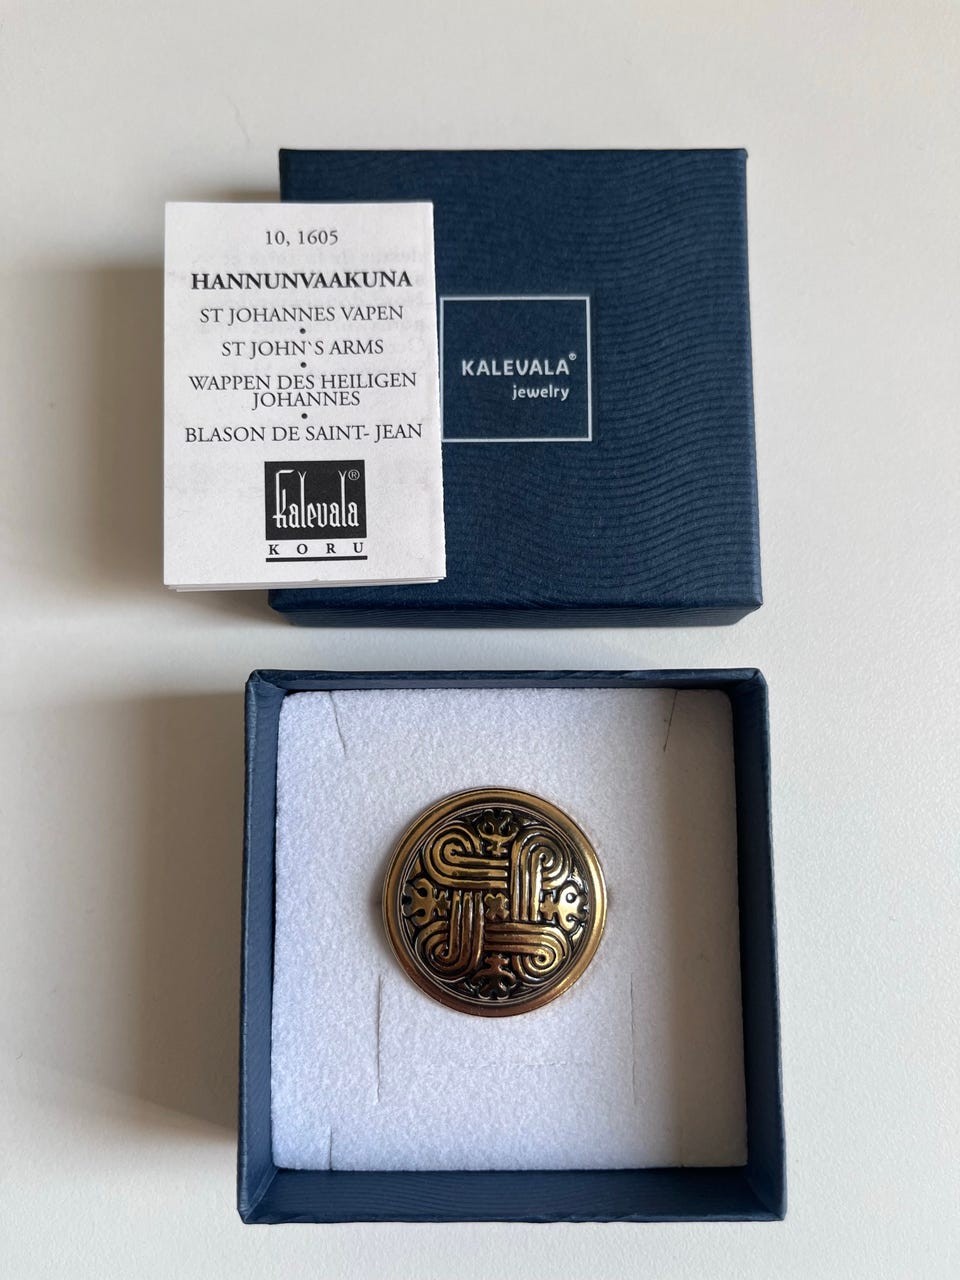 10, 1605
HANNUNVAAKUNA
ST JOHANNES VAPEN
•
ST JOHN`S ARMS
•
WAPPEN DES HEILIGEN
JOHANNES
•
BLASON DE SAINT- JEAN
Kalevala®
KORU
KALEVALA®
jewelry